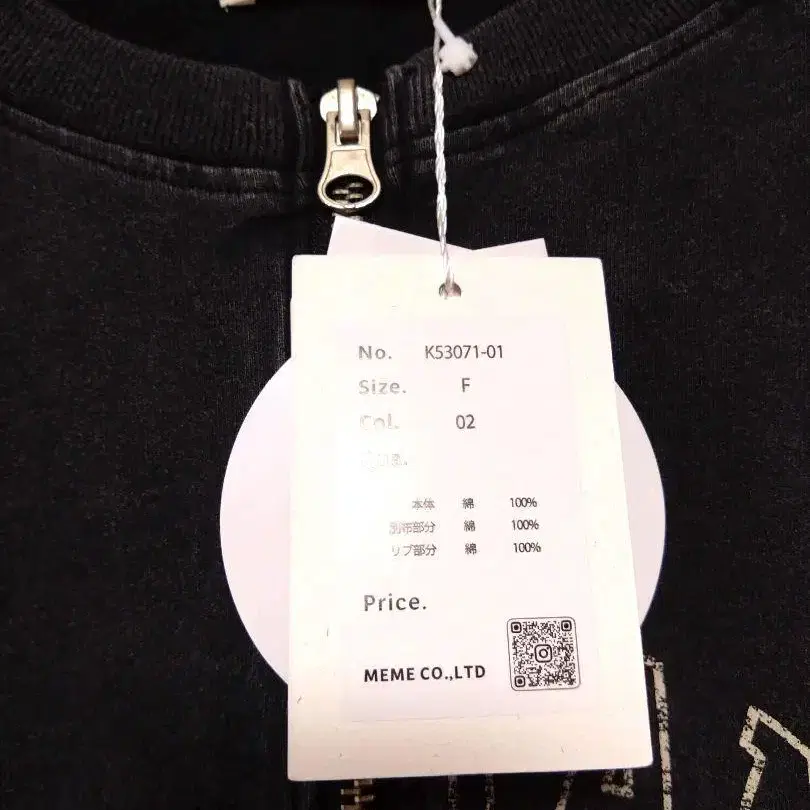 No. K53071-01
Size. F
Col. 02
本体 綿 100%
別布部分 綿 100%
リブ部分 綿 100%
Price.
MEME CO.,LTD